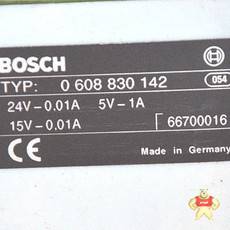 BOSCH
TYP: 0 608 830 142 054
24V-0.01A 5V-1A
15V-0,01A 66700016
CE Made in Germany